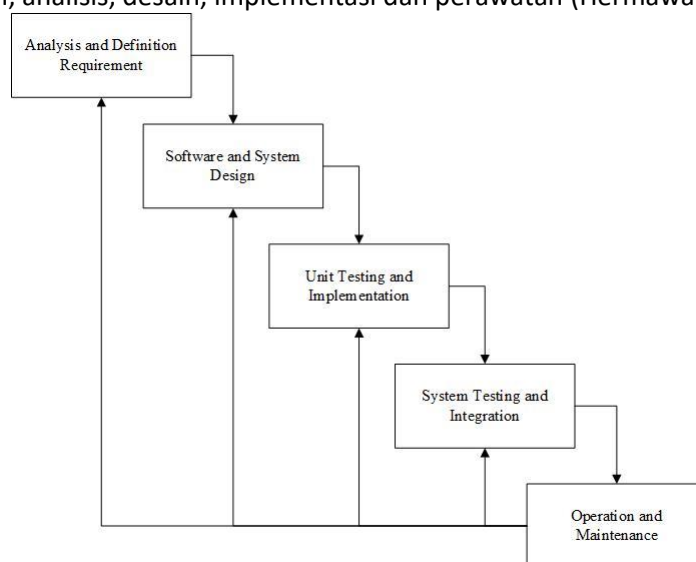 analisis, desain, implementasi dan perawatan
Analysis and Definition
Requirement
Software and System
Design
Unit Testing and
Implementation
System Testing and
Integration
Operation and
Maintenance